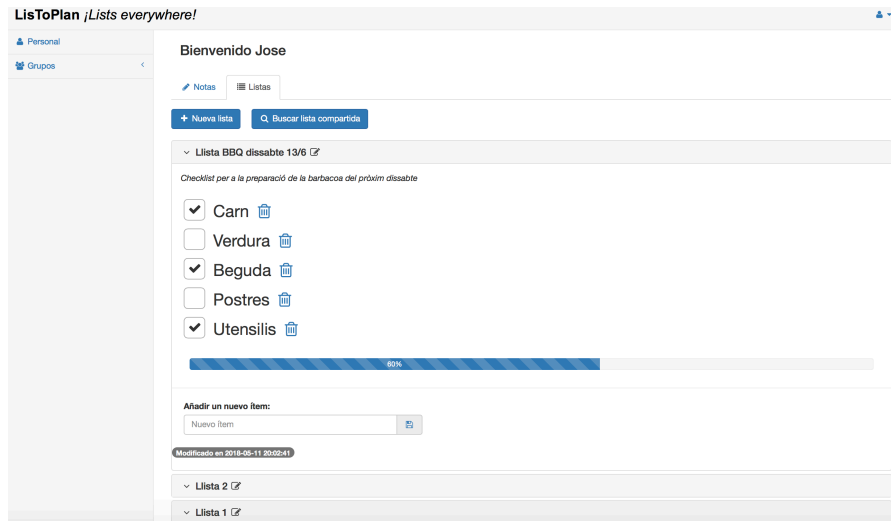 LisToPlan ¡Lists everywhere!
Personal
Grupos
Bienvenido Jose
Notas
Listas
Nueva lista
Buscar lista compartida
Llista BBQ dissabte 13/6
Checklist per a la preparació de la barbacoa del pròxim dissabte
Carn
Verdura
Beguda
Postres
Utensilis
60%
Añadir un nuevo ítem:
Nuevo ítem
Modificado en 2018-05-11 20:02:41
Llista 2
Llista 1